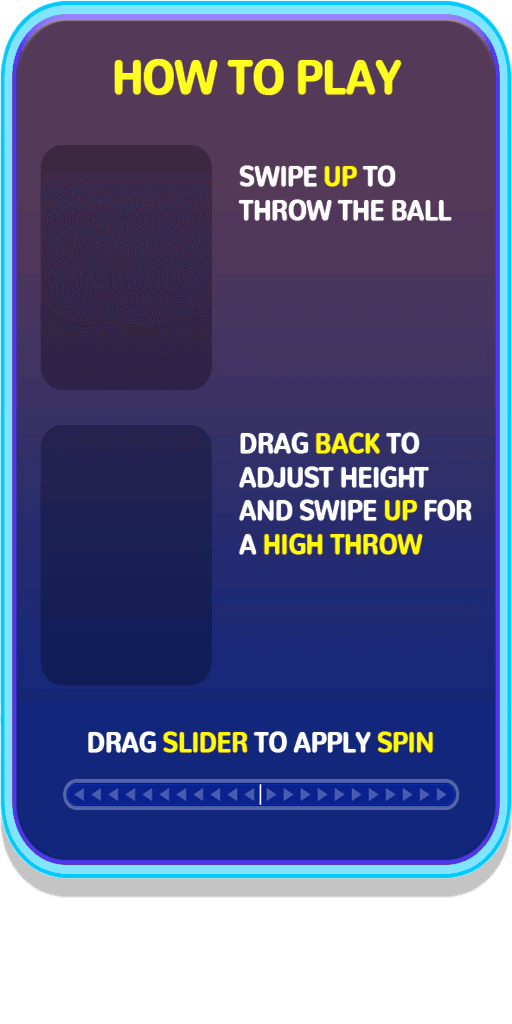 HOW TO PLAY
SWIPE UP TO
THROW THE BALL
DRAG BACK TO
ADJUST HEIGHT
AND SWIPE UP FOR
A HIGH THROW
DRAG SLIDER TO APPLY SPIN